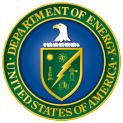 DEPARTMENT OF ENERGY
UNITED STATES OF AMERICA